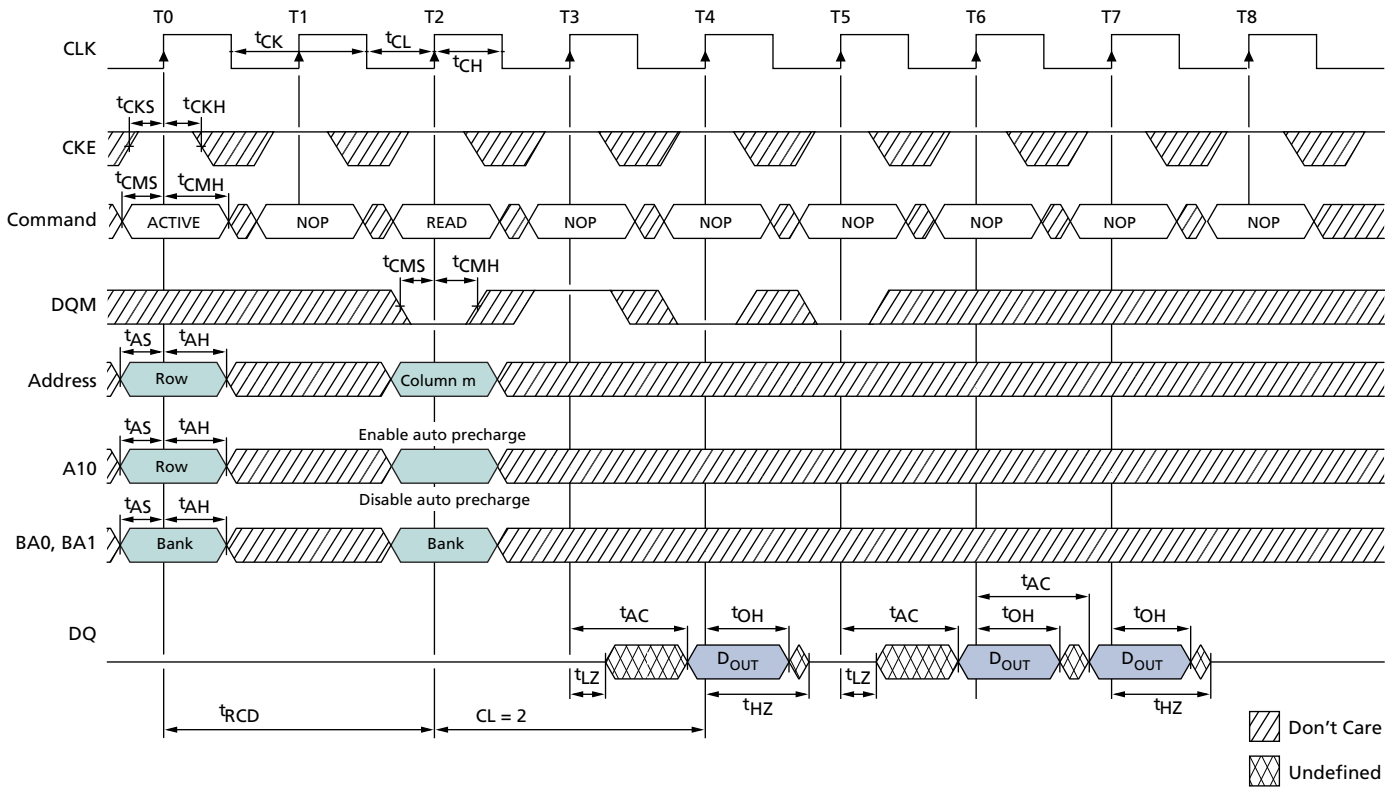 T0 T1 T2 T3 T4 T5 T6 T7 T8
CLK tCK tCL tCH
tCKS tCKH
CKE
tCMS tCMH
Command ACTIVE NOP READ NOP NOP NOP NOP NOP NOP
tCMS tCMH
DQM
tAS tAH
Address Row Column m
tAS tAH Enable auto precharge
A10 Row
tAS tAH Disable auto precharge
BA0, BA1 Bank Bank
tAC
tAC tOH tAC tOH tOH
DQ
DOUT DOUT DOUT
tLZ tLZ
tHZ tHZ
tRCD CL = 2
Don't Care
Undefined